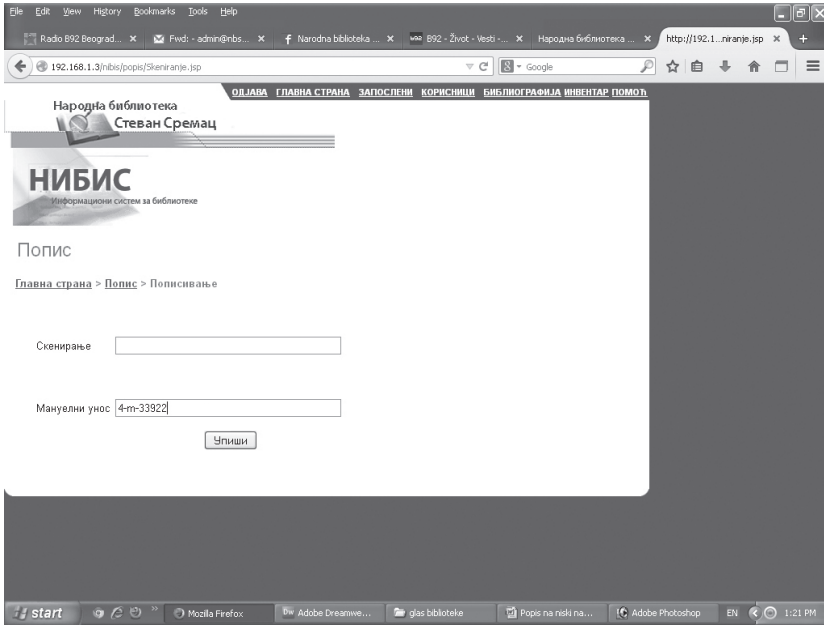 File Edit View History Bookmarks Tools Help
Radio B92 Beograd... Fwd: - admin@nbs... Narodna biblioteka ... B92 - Život - Vesti -... Народна библиотека ... http://192.1...niranje.jsp
192.168.1.3/nibis/popis/Skeniranje.jsp Google
ОДЈАВА ГЛАВНА СТРАНА ЗАПОСЛЕНИ КОРИСНИЦИ БИБЛИОГРАФИЈА ИНВЕНТАР ПОМОЋ
Народна библиотека
Стеван Сремац
НИБИС
Информациони систем за библиотеке
Попис
Главна страна > Попис > Пописивање
Скенирање
Мануелни унос 4-m-33922
Упиши
start Mozilla Firefox Adobe Dreamwe... glas biblioteke Popis na niski na... Adobe Photoshop EN 1:21 PM